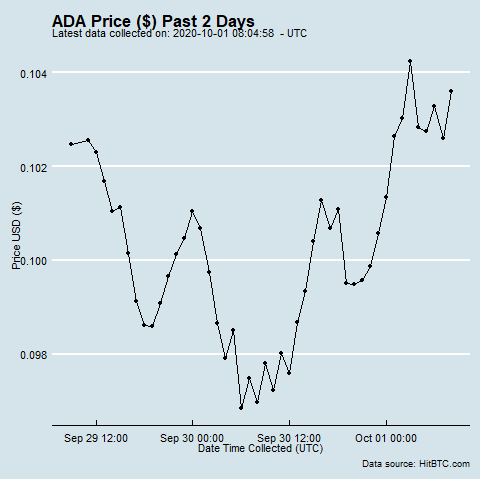 ADA Price ($) Past 2 Days
Latest data collected on: 2020-10-01 08:04:58 - UTC
0.104
0.102
0.100
0.098
Price USD ($)
Sep 29 12:00 Sep 30 00:00 Sep 30 12:00 Oct 01 00:00
Date Time Collected (UTC)
Data source: HitBTC.com